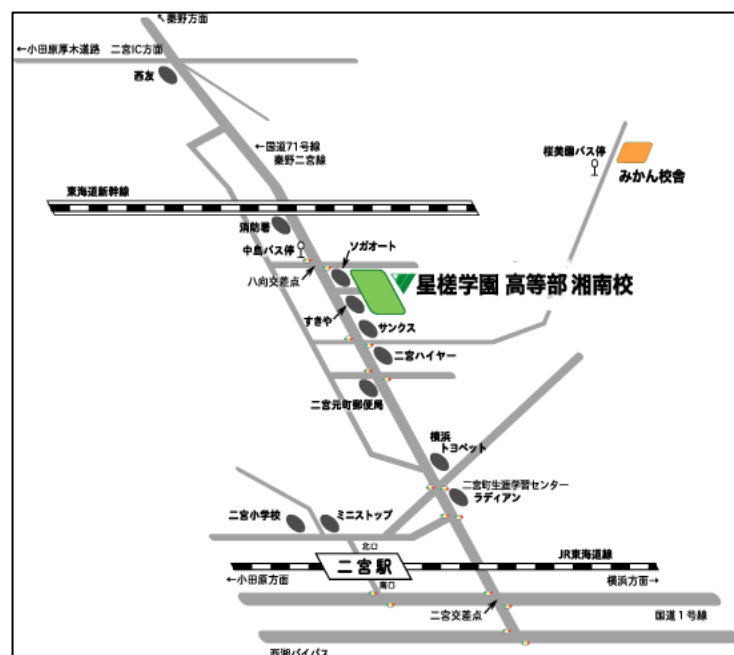 秦野方面
←小田原厚木道路 二宮IC方面
西友
←国道71号線
秦野二宮線
桜美園バス停
みかん校舎
東海道新幹線
消防署
中島バス停
ソガオート
八向交差点
星槎学園 高等部 湘南校
すきや
サンクス
二宮ハイヤー
二宮元町郵便局
横浜
トヨペット
二宮町生涯学習センター
ラディアン
二宮小学校
ミニストップ
北口
JR東海道線
二宮駅
←小田原方面
南口
横浜方面→
二宮交差点
国道1号線
西湘バイパス